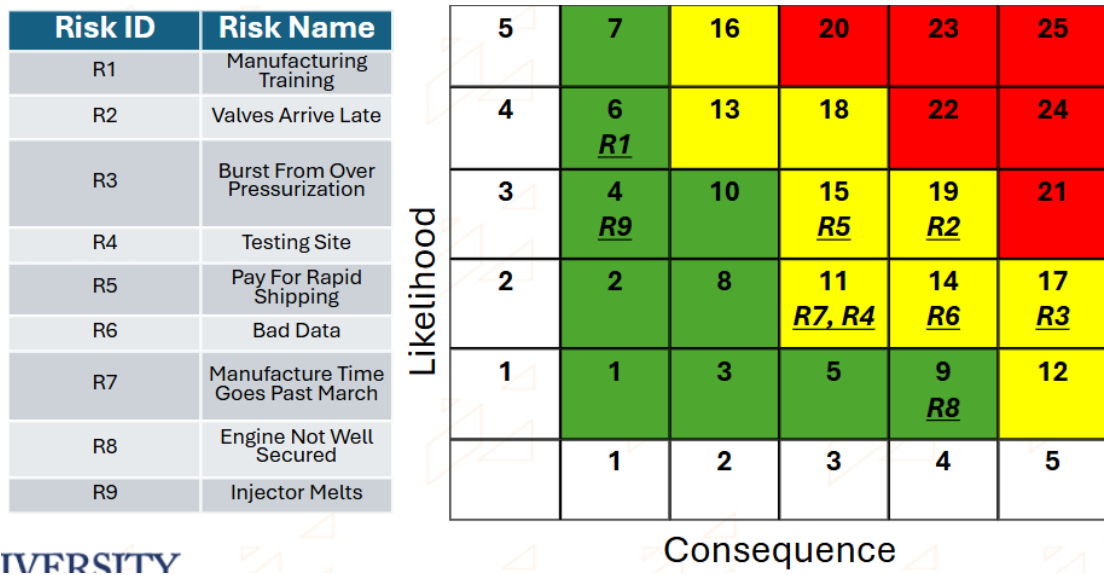 Risk ID Risk Name
R1 Manufacturing
Training
R2 Valves Arrive Late
R3 Burst From Over
Pressurization
R4 Testing Site
R5 Pay For Rapid
Shipping
R6 Bad Data
R7 Manufacture Time
Goes Past March
R8 Engine Not Well
Secured
R9 Injector Melts
Likelihood
5 7 16 20 23 25
4 6 13 18 22 24
R1
3 4 10 15 19 21
R9 R5 R2
2 2 8 11 14 17
R7, R4 R6 R3
1 1 3 5 9 12
R8
1 2 3 4 5
Consequence
IVERSITY